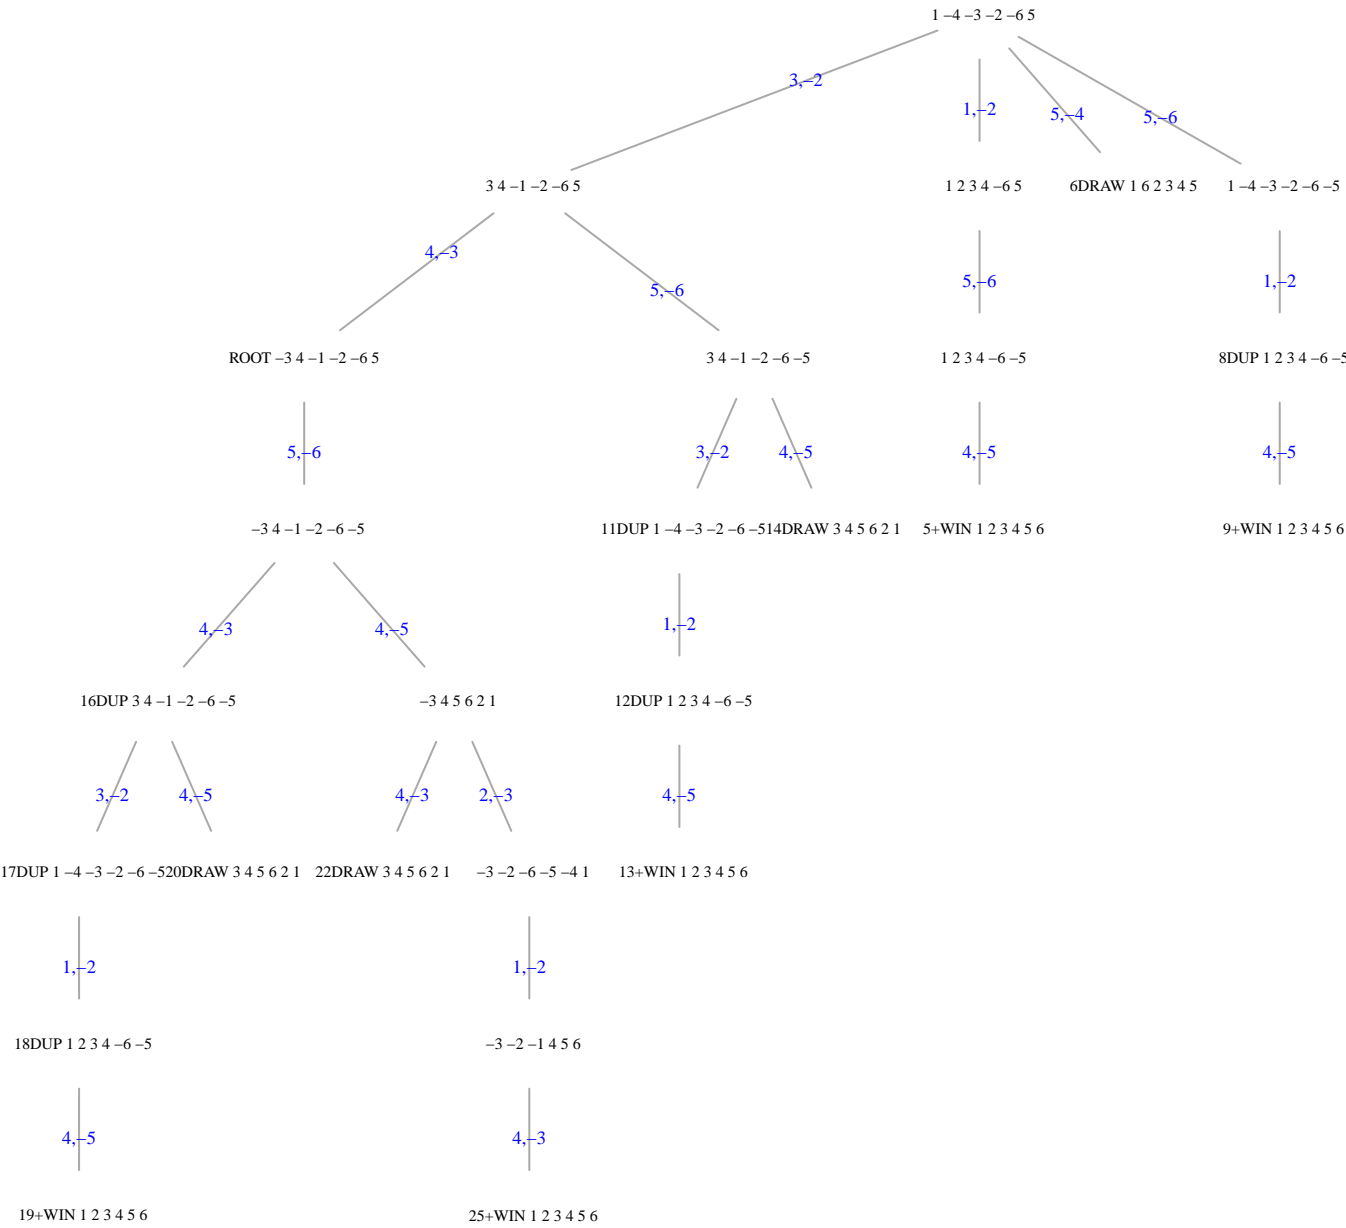 1 –4 –3 –2 –6 5
3,–2
1,–2
5,–4
5,–6
3 4 –1 –2 –6 5
1 2 3 4 –6 5
6DRAW 1 6 2 3 4 5
1 –4 –3 –2 –6 –5
4,–3
5,–6
5,–6
1,–2
ROOT –3 4 –1 –2 –6 5
3 4 –1 –2 –6 –5
1 2 3 4 –6 –5
8DUP 1 2 3 4 –6 –5
5,–6
3,–2
4,–5
4,–5
4,–5
–3 4 –1 –2 –6 –5
11DUP 1 –4 –3 –2 –6 –514DRAW 3 4 5 6 2 1
5+WIN 1 2 3 4 5 6
9+WIN 1 2 3 4 5 6
4,–3
4,–5
1,–2
16DUP 3 4 –1 –2 –6 –5
–3 4 5 6 2 1
12DUP 1 2 3 4 –6 –5
3,–2
4,–5
4,–3
2,–3
4,–5
17DUP 1 –4 –3 –2 –6 –520DRAW 3 4 5 6 2 1
22DRAW 3 4 5 6 2 1
–3 –2 –6 –5 –4 1
13+WIN 1 2 3 4 5 6
1,–2
1,–2
18DUP 1 2 3 4 –6 –5
–3 –2 –1 4 5 6
4,–5
4,–3
19+WIN 1 2 3 4 5 6
25+WIN 1 2 3 4 5 6